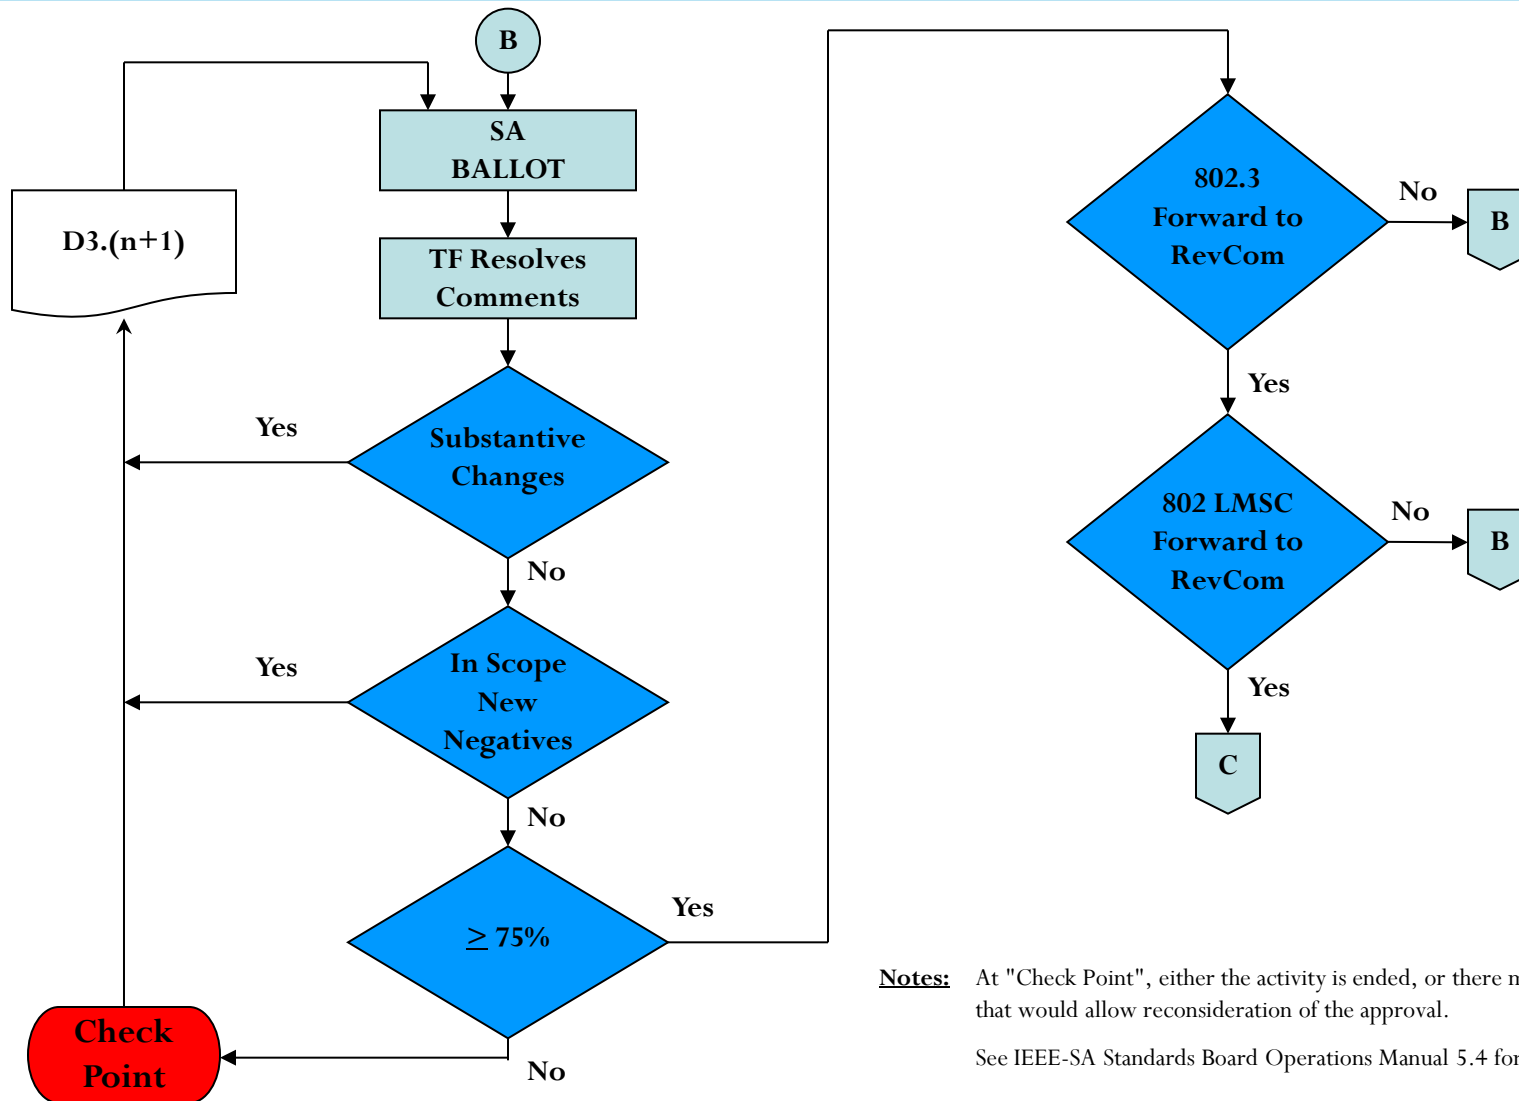 B
SA
BALLOT
D3.(n+1)
TF Resolves
Comments
Substantive
Changes
Yes
No
In Scope
New
Negatives
Yes
No
≥ 75%
Yes
No
Check
Point
802.3
Forward to
RevCom
No
B
Yes
802 LMSC
Forward to
RevCom
No
B
Yes
C
Notes: At "Check Point", either the activity is ended, or there
that would allow reconsideration of the approval.
See IEEE-SA Standards Board Operations Manual 5.4 for